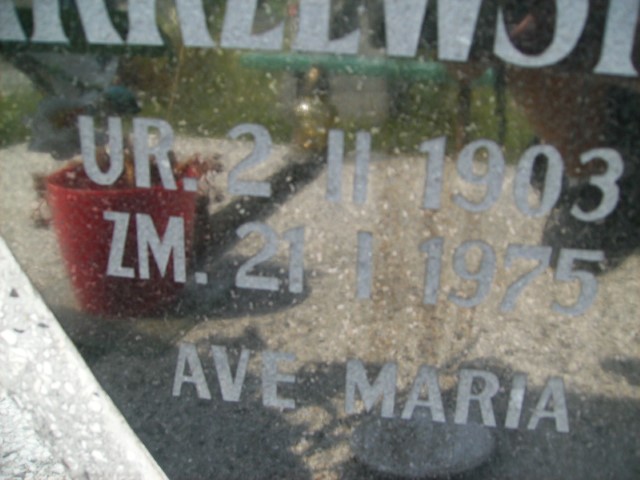 UR. 2 II 1903
ZM. 21 I 1975
AVE MARIA